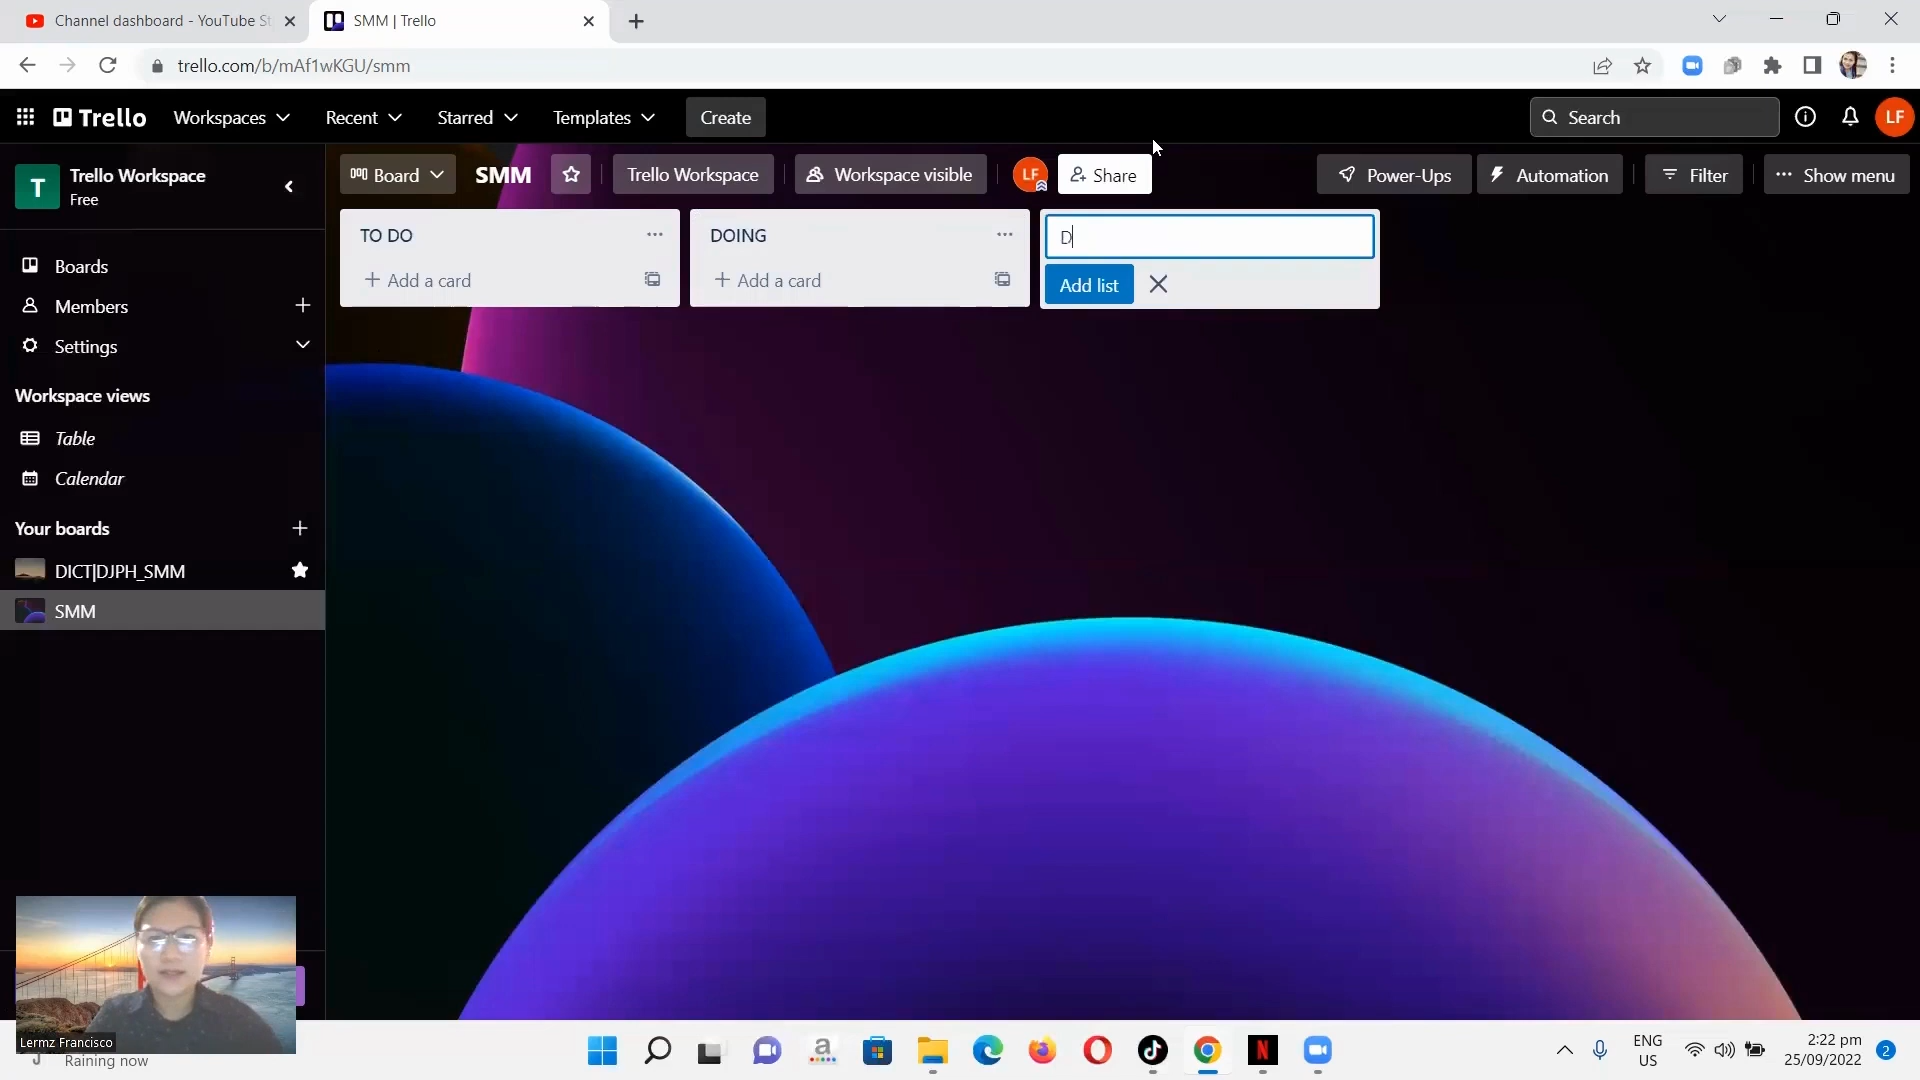 Channel dashboard - YouTube St
SMM | Trello
trello.com/b/mAf1wKGU/smm
Trello
Workspaces
Recent
Starred
Templates
Create
Search
LF
T
Trello Workspace
Free
Board
SMM
Trello Workspace
Workspace visible
LF
Share
Power-Ups
Automation
Filter
Show menu
TO DO
DOING
D
+ Add a card
+ Add a card
Add list
Boards
Members
Settings
Workspace views
Table
Calendar
Your boards
DICT|DJPH_SMM
SMM
Lermz Francisco
Raining now
a
N
ENG
US
2:22 pm
25/09/2022
2